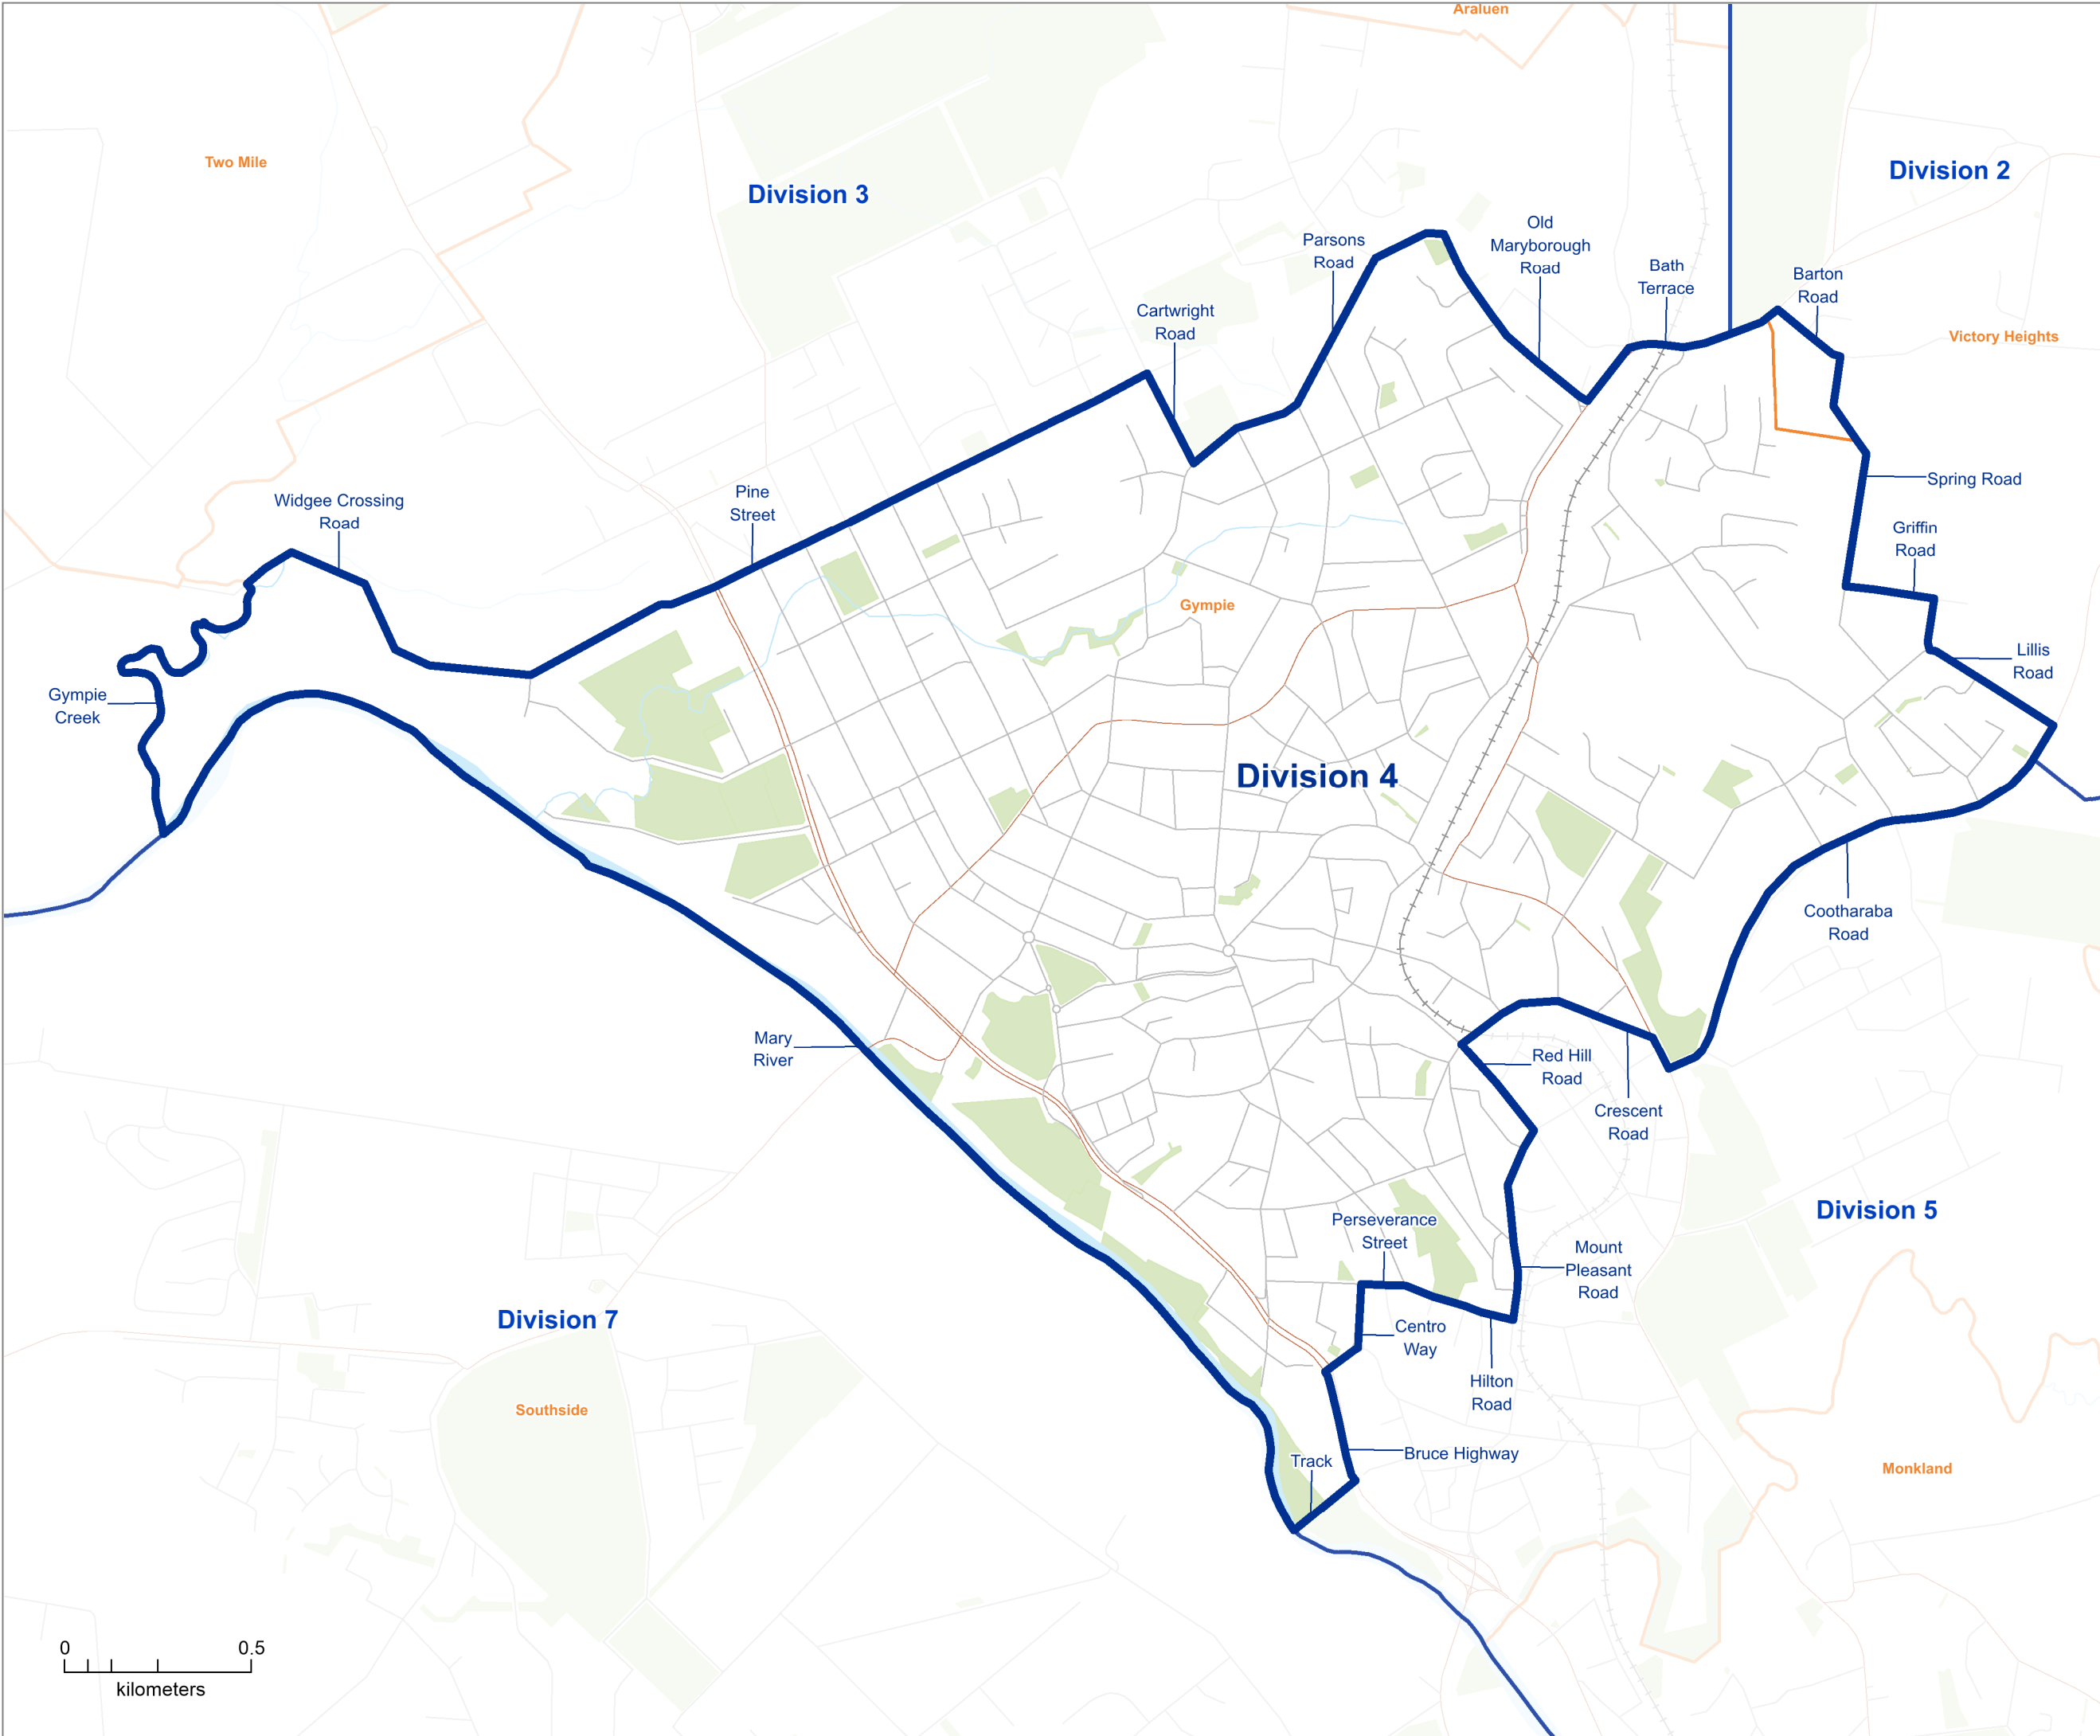 Araluen
Two Mile
Division 3
Division 2
Old
Maryborough
Road
Parsons
Road
Bath
Terrace
Barton
Road
Cartwright
Road
Victory Heights
Widgee Crossing
Road
Pine
Street
Spring Road
Griffin
Road
Gympie
Lillis
Road
Gympie
Creek
Division 4
Cootharaba
Road
Mary
River
Red Hill
Road
Crescent
Road
Division 5
Perseverance
Street
Mount
Pleasant
Road
Division 7
Centro
Way
Hilton
Road
Southside
Bruce Highway
Track
Monkland
0 0.5
kilometers